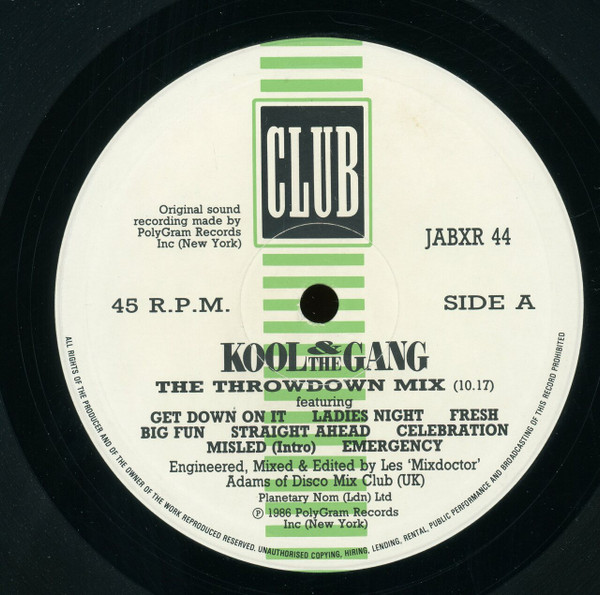 CLUB
Original sound
recording made by
PolyGram Records
Inc (New York)
JABXR 44
45 R.P.M.
SIDE A
KOOL & THE GANG
THE THROWDOWN MIX (10.17)
featuring
GET DOWN ON IT LADIES NIGHT FRESH
BIG FUN STRAIGHT AHEAD CELEBRATION
MISLED (Intro) EMERGENCY
Engineered, Mixed & Edited by Les 'Mixdoctor'
Adams of Disco Mix Club (UK)
Planetary Nom (Ldn) Ltd
℗ 1986 PolyGram Records
Inc (New York)
ALL RIGHTS OF THE PRODUCER AND OF THE OWNER OF THE WORK REPRODUCED RESERVED. UNAUTHORISED COPYING, HIRING, LENDING, RENTAL, PUBLIC PERFORMANCE AND BROADCASTING OF THIS RECORD PROHIBITED